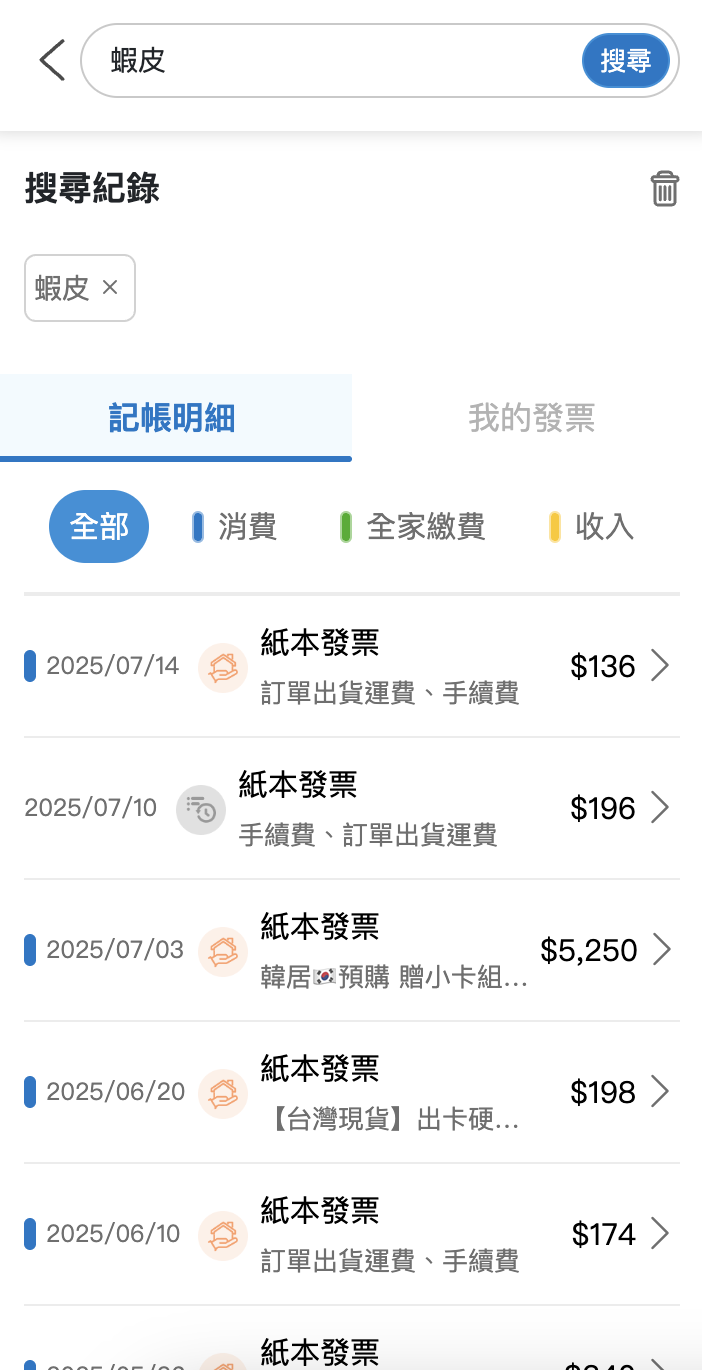 蝦皮
搜尋
搜尋紀錄
蝦皮 ×
記帳明細
我的發票
全部
消費
全家繳費
收入
2025/07/14
紙本發票
訂單出貨運費、手續費
$136
2025/07/10
紙本發票
手續費、訂單出貨運費
$196
2025/07/03
紙本發票
韓居🇰🇷預購 贈小卡組...
$5,250
2025/06/20
紙本發票
【台灣現貨】出卡硬...
$198
2025/06/10
紙本發票
訂單出貨運費、手續費
$174
紙本發票